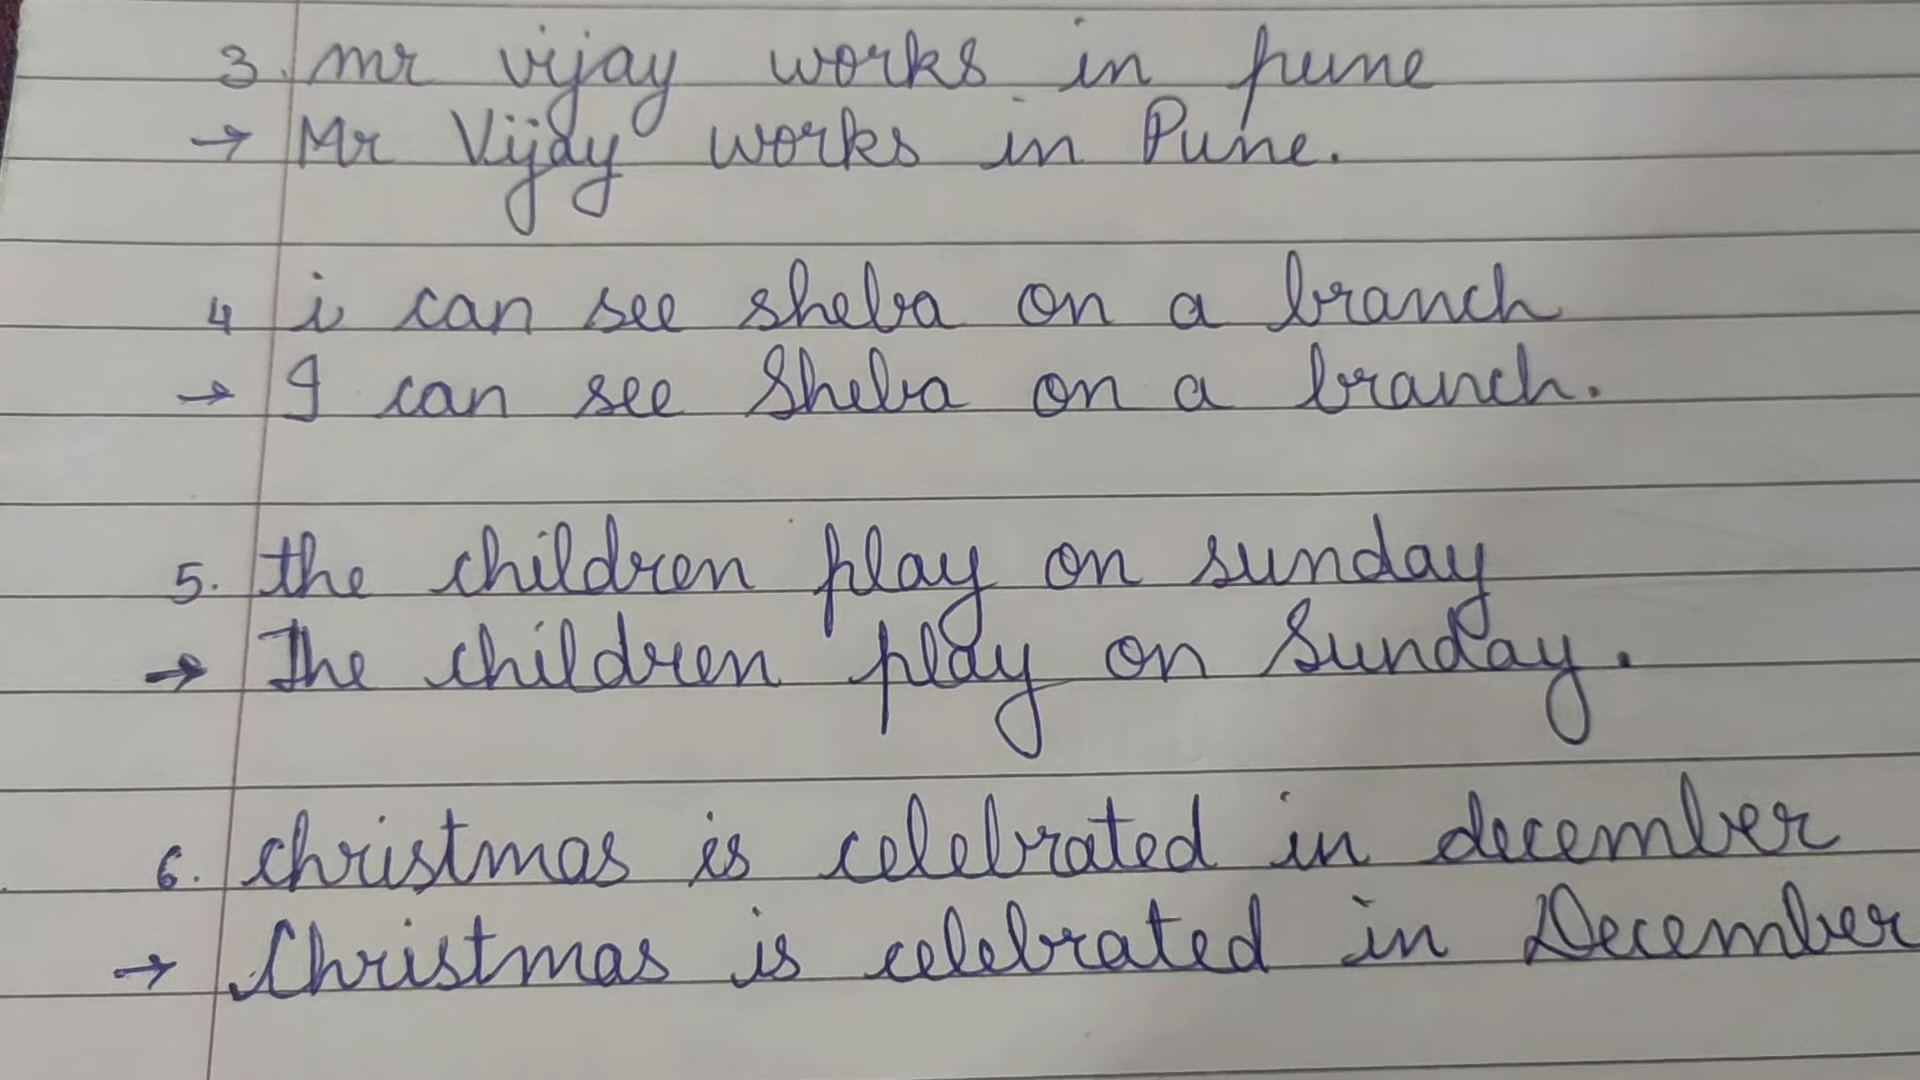 3. mr vijay works in pune
→ Mr Vijay works in Pune.
4 i can see sheba on a branch
→ I can see Sheba on a branch.
5. the children play on sunday
→ The children play on Sunday.
6. christmas is celebrated in december
→ Christmas is celebrated in December